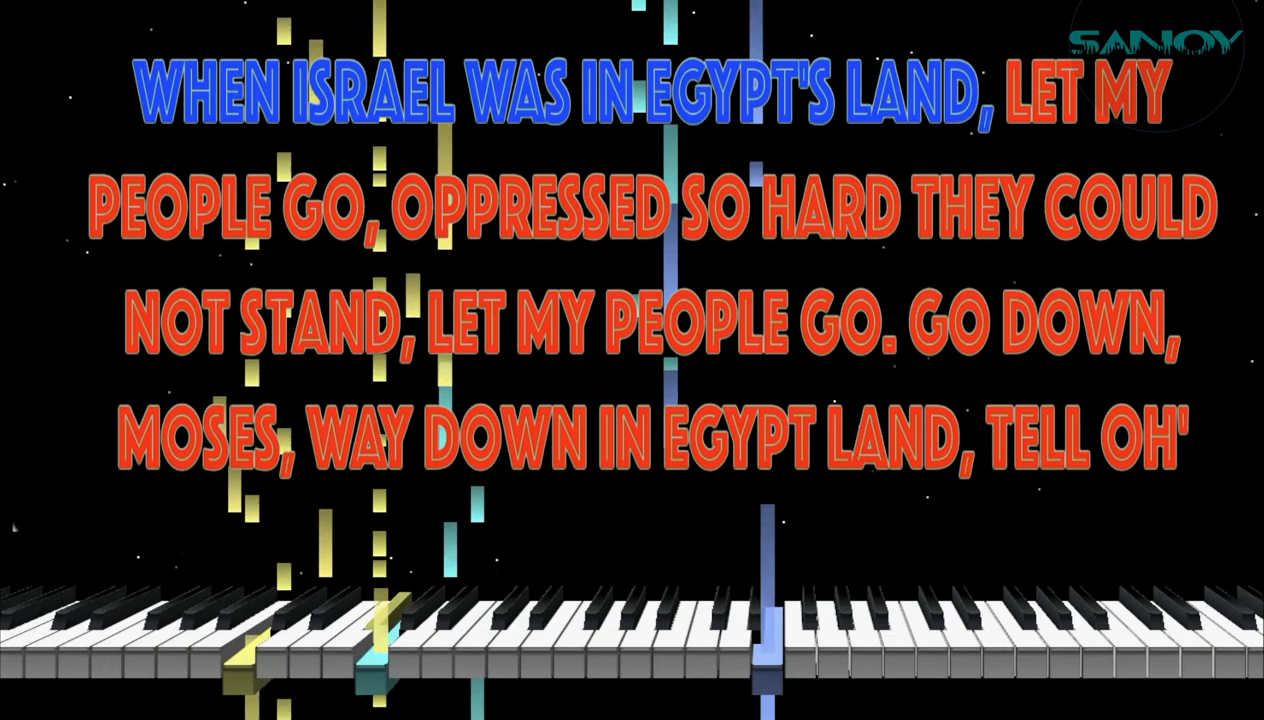 SANOY
WHEN ISRAEL WAS IN EGYPT'S LAND, LET MY
PEOPLE GO, OPPRESSED SO HARD THEY COULD
NOT STAND, LET MY PEOPLE GO. GO DOWN,
MOSES, WAY DOWN IN EGYPT LAND, TELL OH'